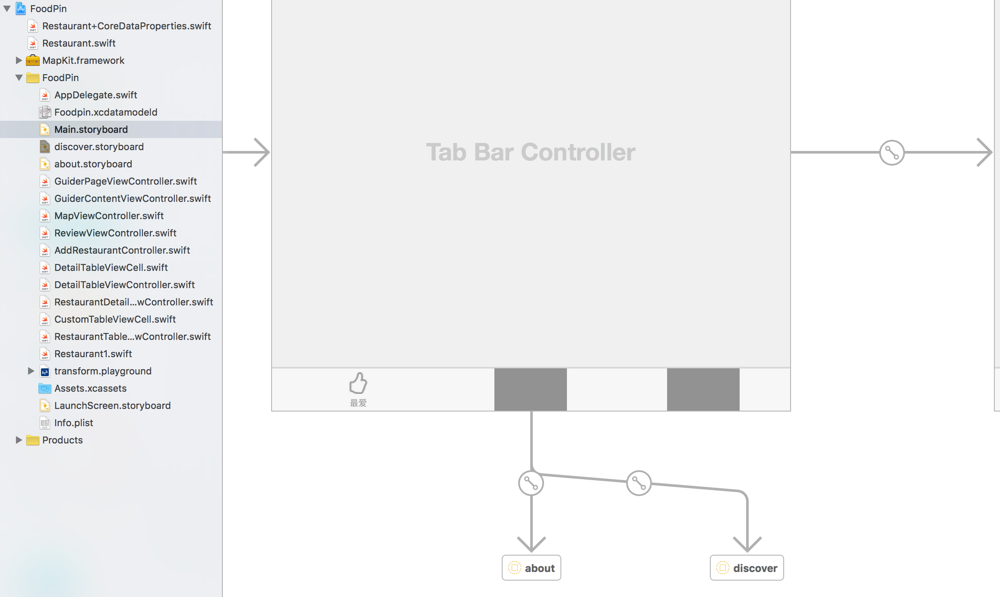 FoodPin
Restaurant+CoreDataProperties.swift
Restaurant.swift
MapKit.framework
FoodPin
AppDelegate.swift
Foodpin.xcdatamodeld
Main.storyboard
discover.storyboard
about.storyboard
GuiderPageViewController.swift
GuiderContentViewController.swift
MapViewController.swift
ReviewViewController.swift
AddRestaurantController.swift
DetailTableViewCell.swift
DetailTableViewController.swift
RestaurantDetail...wController.swift
CustomTableViewCell.swift
RestaurantTable...wController.swift
Restaurant1.swift
transform.playground
Assets.xcassets
LaunchScreen.storyboard
Info.plist
Products
Tab Bar Controller
最爱
about
discover